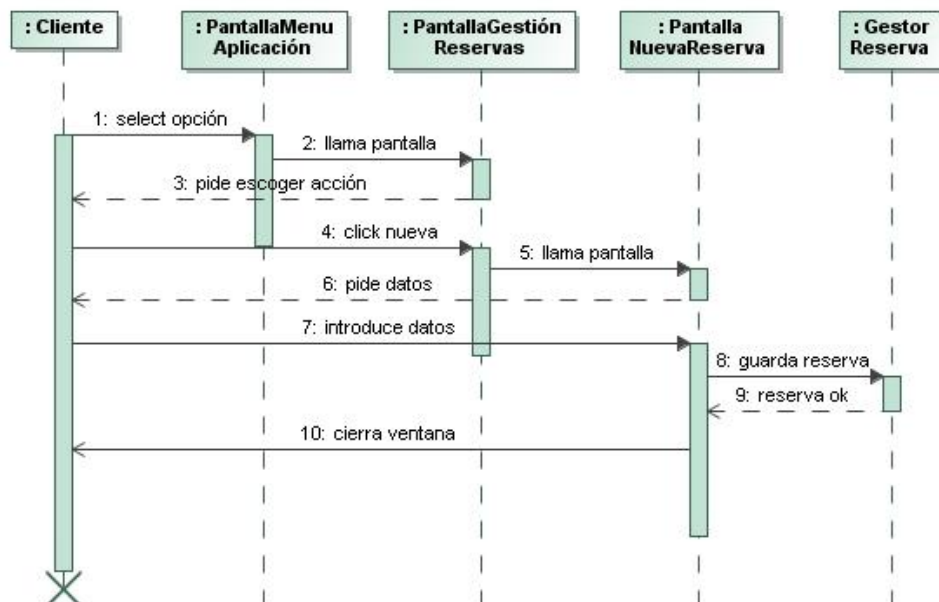 : Cliente
: PantallaMenu
Aplicación
: PantallaGestión
Reservas
: Pantalla
NuevaReserva
: Gestor
Reserva
1: select opción
2: llama pantalla
3: pide escoger acción
4: click nueva
5: llama pantalla
6: pide datos
7: introduce datos
8: guarda reserva
9: reserva ok
10: cierra ventana